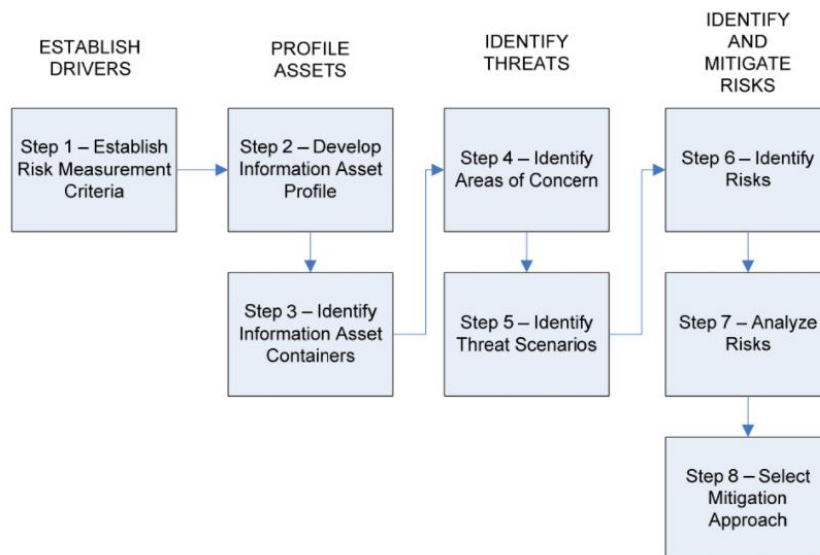 ESTABLISH
DRIVERS
PROFILE
ASSETS
IDENTIFY
THREATS
IDENTIFY
AND
MITIGATE
RISKS
Step 1 – Establish
Risk Measurement
Criteria
Step 2 – Develop
Information Asset
Profile
Step 3 – Identify
Information Asset
Containers
Step 4 – Identify
Areas of Concern
Step 5 – Identify
Threat Scenarios
Step 6 – Identify
Risks
Step 7 – Analyze
Risks
Step 8 – Select
Mitigation
Approach